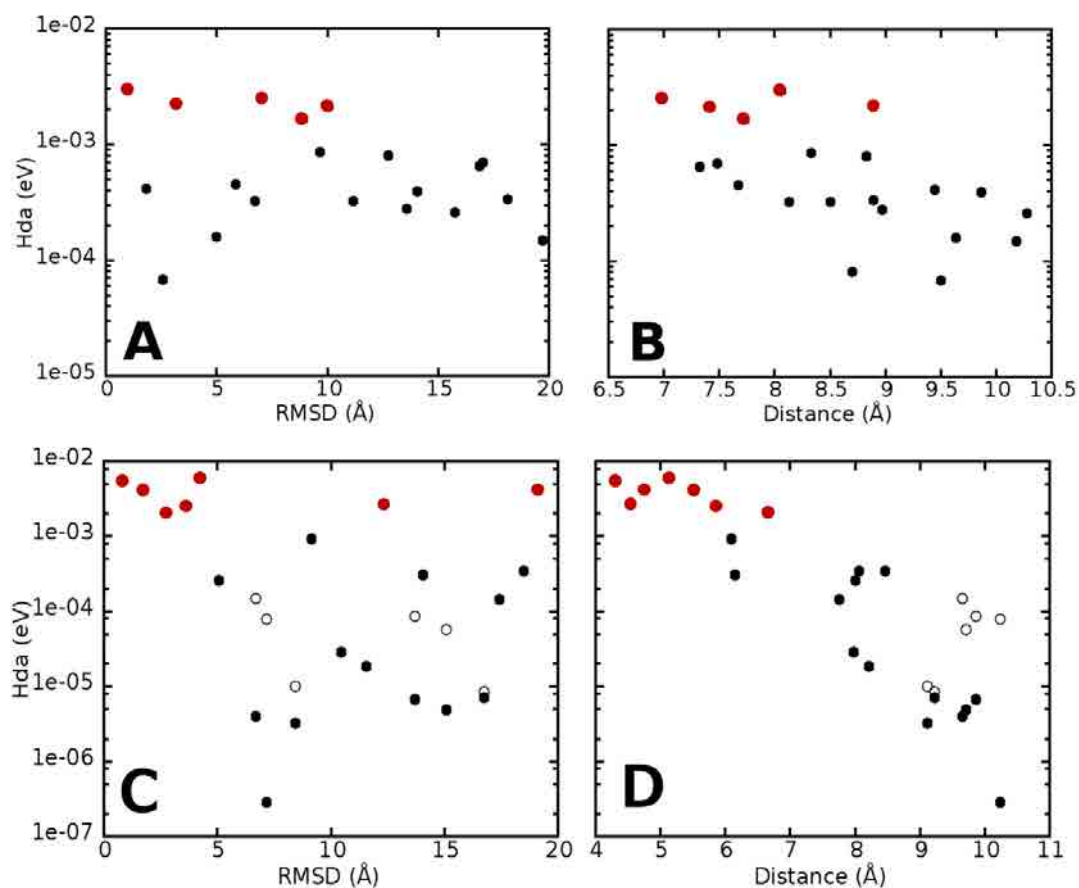 1e-02
1e-03
1e-04
1e-05
Hda (eV)
A
0 5 10 15 20
RMSD (Å)
B
6.5 7 7.5 8 8.5 9 9.5 10 10.5
Distance (Å)
1e-02
1e-03
1e-04
1e-05
1e-06
1e-07
Hda (eV)
C
0 5 10 15 20
RMSD (Å)
D
4 5 6 7 8 9 10 11
Distance (Å)